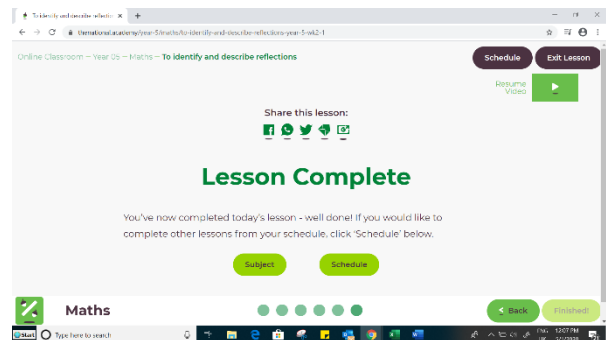 To identify and describe reflectio
thenational.academy/year-5/maths/to-identify-and-describe-reflections-year-5-wk2-1
Online Classroom – Year 05 – Maths – To identify and describe reflections
Schedule
Exit Lesson
Resume
Video
Share this lesson:
Lesson Complete
You've now completed today's lesson - well done! If you would like to
complete other lessons from your schedule, click 'Schedule' below.
Subject
Schedule
Maths
Back
Finished!
Start
Type here to search
ENG
12:07 PM